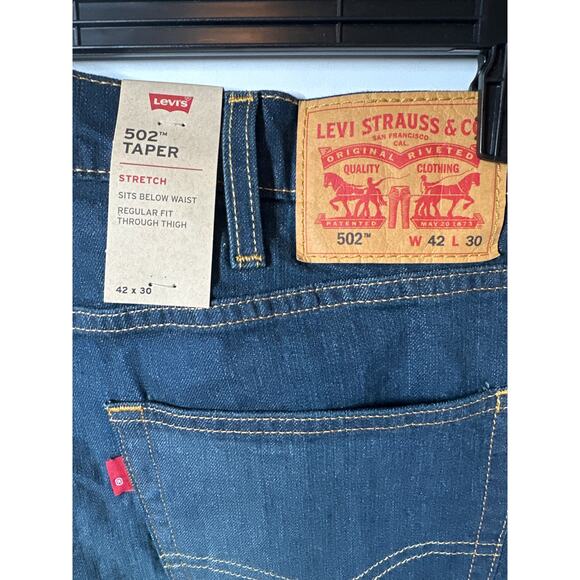 LEVI'S
502™
TAPER
STRETCH
SITS BELOW WAIST
REGULAR FIT
THROUGH THIGH
42 x 30
LEVI STRAUSS & C
SAN FRANCISCO
CAL.
ORIGINAL RIVETED
QUALITY CLOTHING
PATENTED MAY 20 1873
502™ W 42 L 30
®